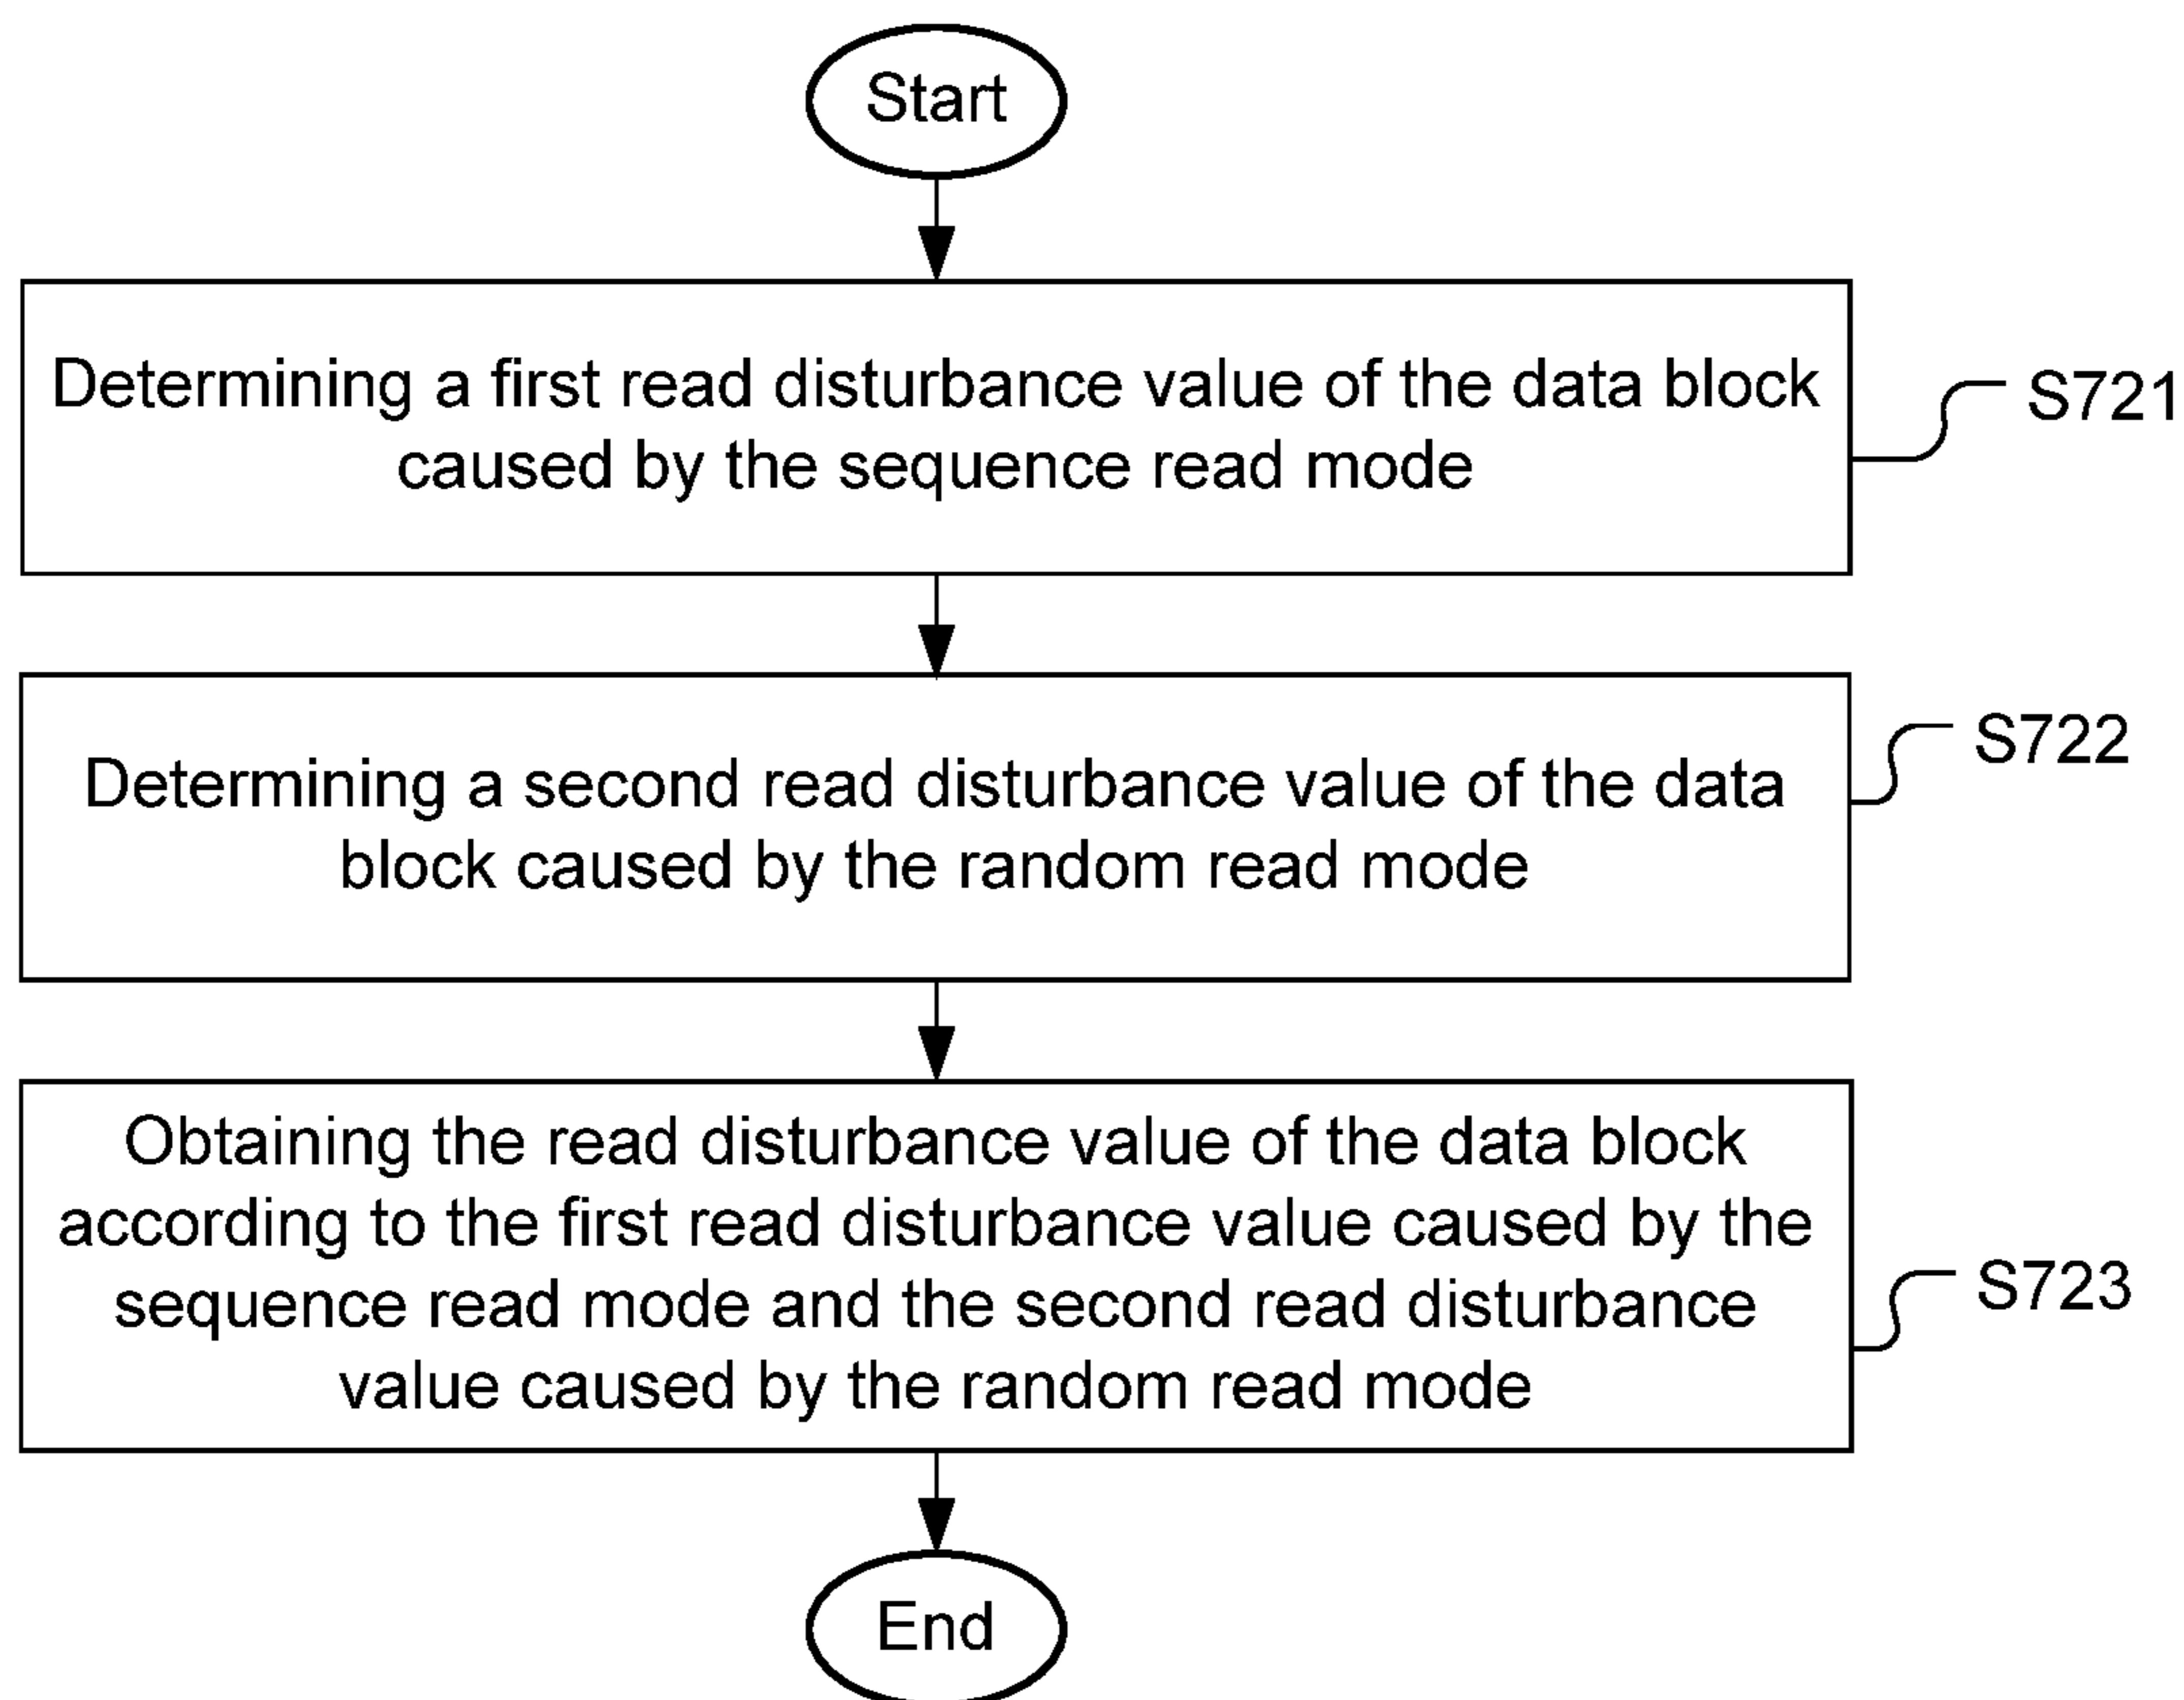 Start
Determining a first read disturbance value of the data block
caused by the sequence read mode
S721
Determining a second read disturbance value of the data
block caused by the random read mode
S722
Obtaining the read disturbance value of the data block
according to the first read disturbance value caused by the
sequence read mode and the second read disturbance
value caused by the random read mode
S723
End